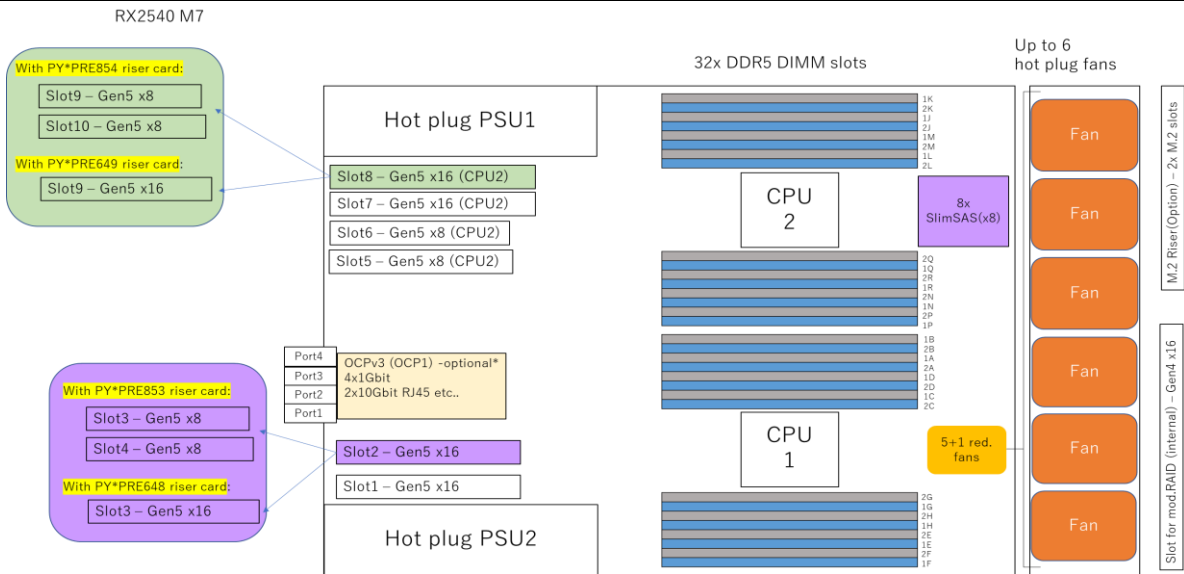 RX2540 M7
With PY*PRE854 riser card:
Slot9 – Gen5 x8
Slot10 – Gen5 x8
With PY*PRE649 riser card:
Slot9 – Gen5 x16
Hot plug PSU1
Slot8 – Gen5 x16 (CPU2)
Slot7 – Gen5 x16 (CPU2)
Slot6 – Gen5 x8 (CPU2)
Slot5 – Gen5 x8 (CPU2)
Port4
Port3
Port2
Port1
OCPv3 (OCP1) -optional*
4x1Gbit
2x10Gbit RJ45 etc..
With PY*PRE853 riser card:
Slot3 – Gen5 x8
Slot4 – Gen5 x8
With PY*PRE648 riser card:
Slot3 – Gen5 x16
Slot2 – Gen5 x16
Slot1 – Gen5 x16
Hot plug PSU2
32x DDR5 DIMM slots
1K
2K
1J
2J
1M
2M
1L
2L
CPU
2
8x
SlimSAS(x8)
2Q
1Q
2R
1R
2N
1N
2P
1P
1B
2B
1A
2A
1D
2D
1C
2C
CPU
1
5+1 red.
fans
2G
1G
2H
1H
2E
1E
2F
1F
Up to 6
hot plug fans
Fan
Fan
Fan
Fan
Fan
Fan
M.2 Riser(Option) – 2x M.2 slots
Slot for mod.RAID (internal) – Gen4 x16